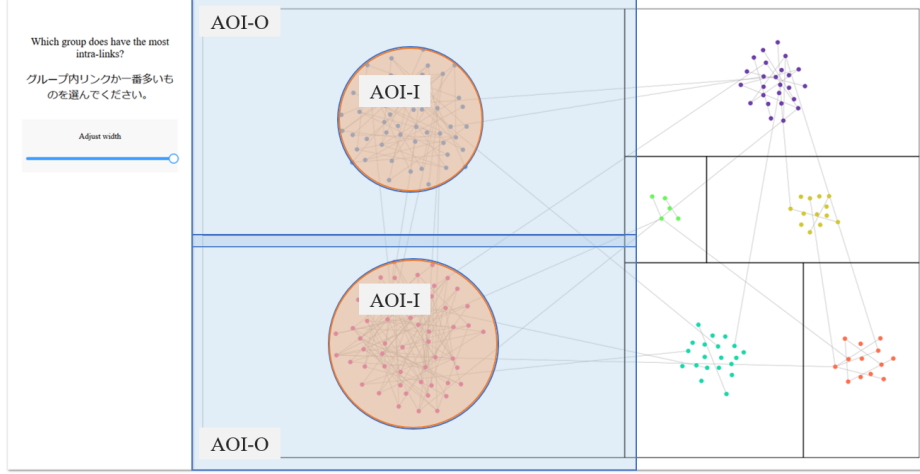 Which group does have the most
intra-links?
グループ内リンクか一番多いも
のを選んでください。
Adjust width
AOI-O
AOI-I
AOI-I
AOI-O